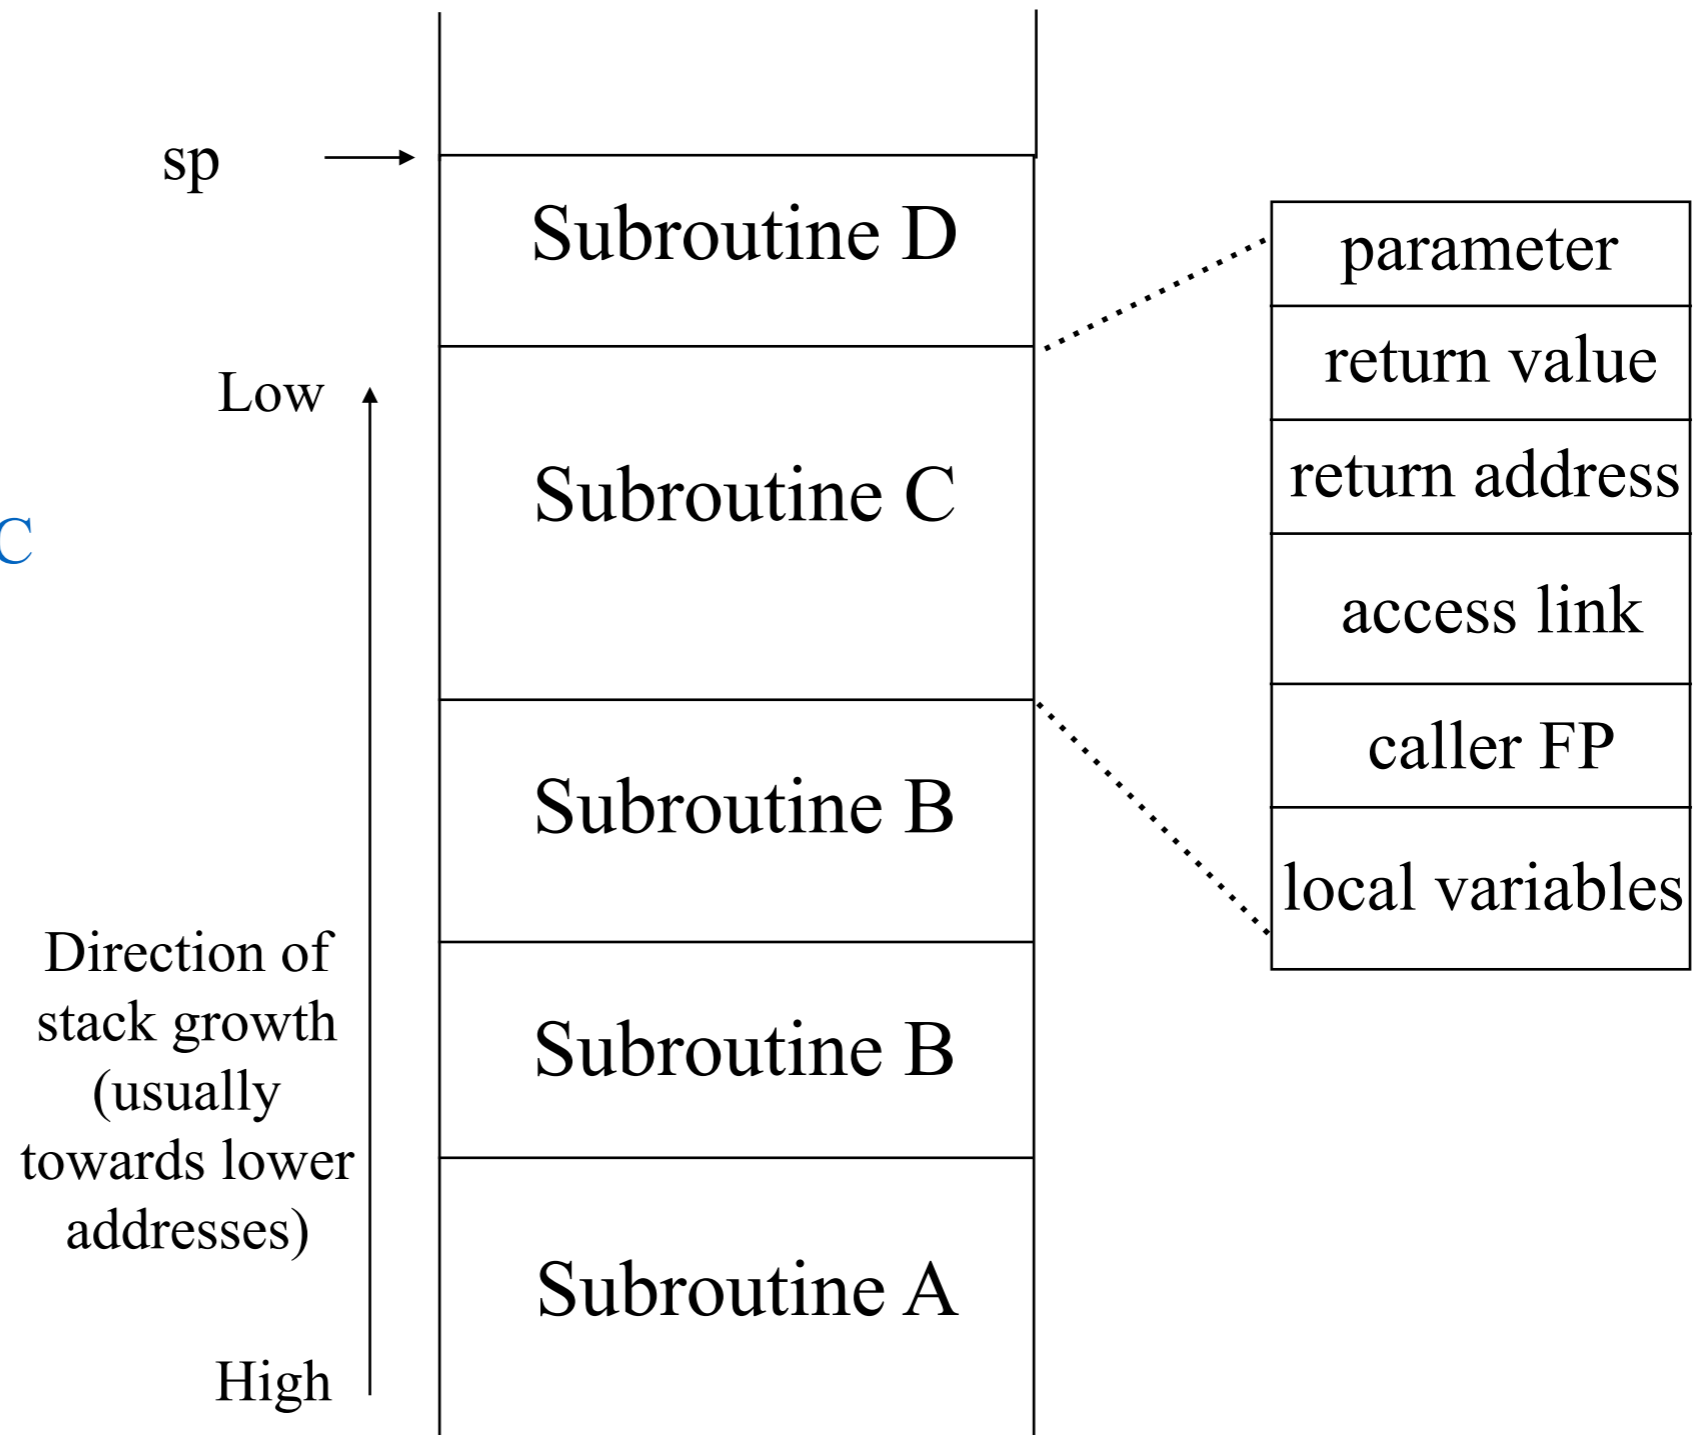 sp
Subroutine D
parameter
return value
Low
return address
Subroutine C
C
access link
caller FP
Subroutine B
local variables
Direction of
stack growth
(usually
towards lower
addresses)
Subroutine B
Subroutine A
High